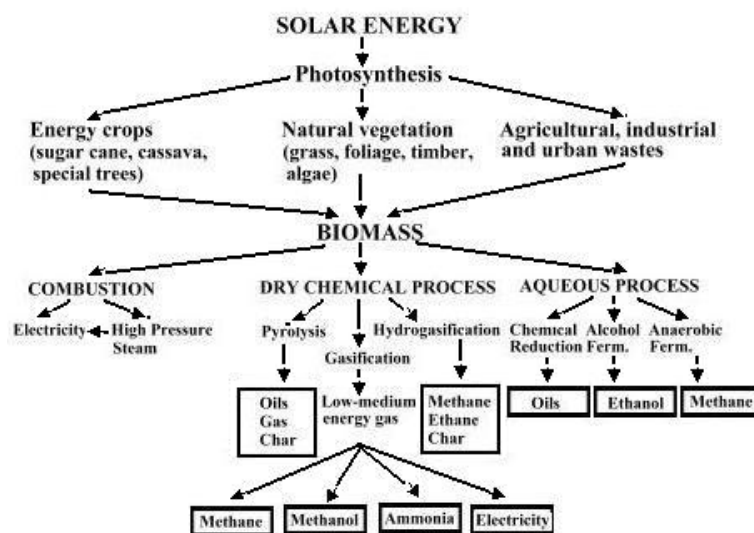 SOLAR ENERGY
Photosynthesis
Energy crops
(sugar cane, cassava,
special trees)
Natural vegetation
(grass, foliage, timber,
algae)
Agricultural, industrial
and urban wastes
BIOMASS
COMBUSTION
DRY CHEMICAL PROCESS
AQUEOUS PROCESS
Electricity
High Pressure
Steam
Pyrolysis
Gasification
Hydrogasification
Chemical
Reduction
Alcohol
Ferm.
Anaerobic
Ferm.
Oils
Gas
Char
Low-medium
energy gas
Methane
Ethane
Char
Oils
Ethanol
Methane
Methane
Methanol
Ammonia
Electricity